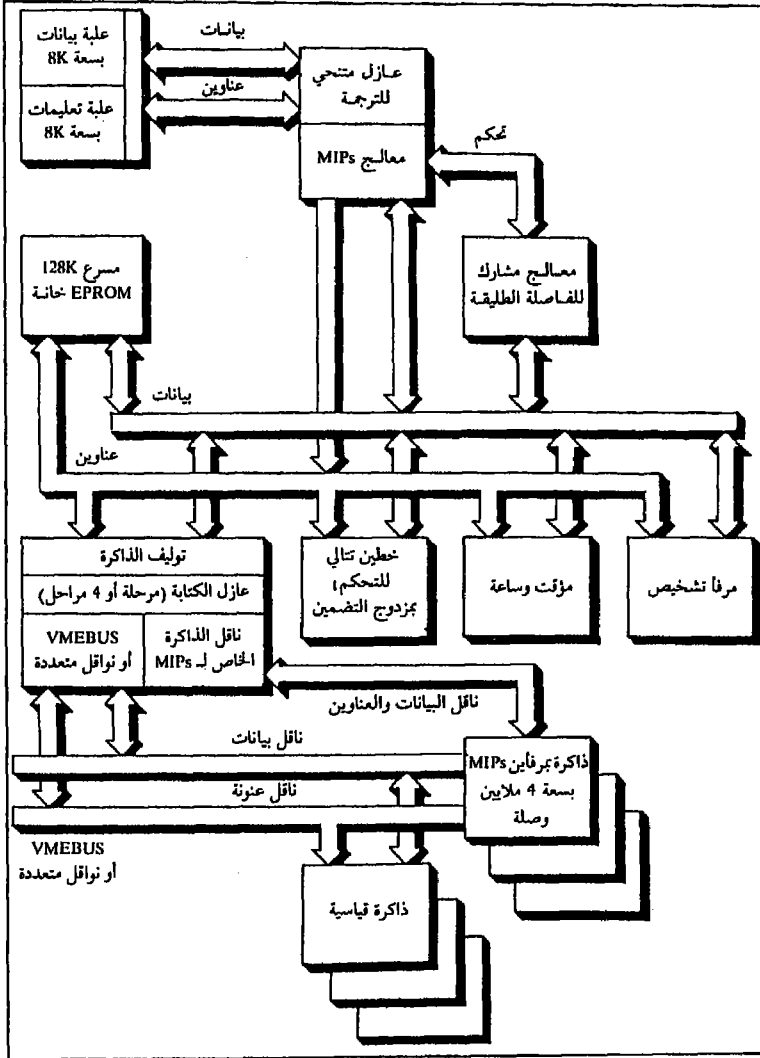 علبة بيانات
بسعة 8K
علبة تعليمات
بسعة 8K
بيانات
عناوين
عازل متنحي
للترجمة
معالج MIPs
تحكم
مسرع 128K
خانة EPROM
معالج مشارك
للفاصلة الطليقة
بيانات
عناوين
توليف الذاكرة
عازل الكتابة (مرحلة أو 4 مراحل)
VMEBUS
أو نواقل متعددة
ناقل الذاكرة
الخاص لـ MIPs
خطين تتالي
للتحكم،
بمزدوج التضمين
مؤقت وساعة
مرفأ تشخيص
ناقل البيانات والعناوين
ناقل بيانات
ناقل عنونة
ذاكرة بمرفأين MIPs
بسعة 4 ملايين
وصلة
VMEBUS
أو نواقل متعددة
ذاكرة قياسية